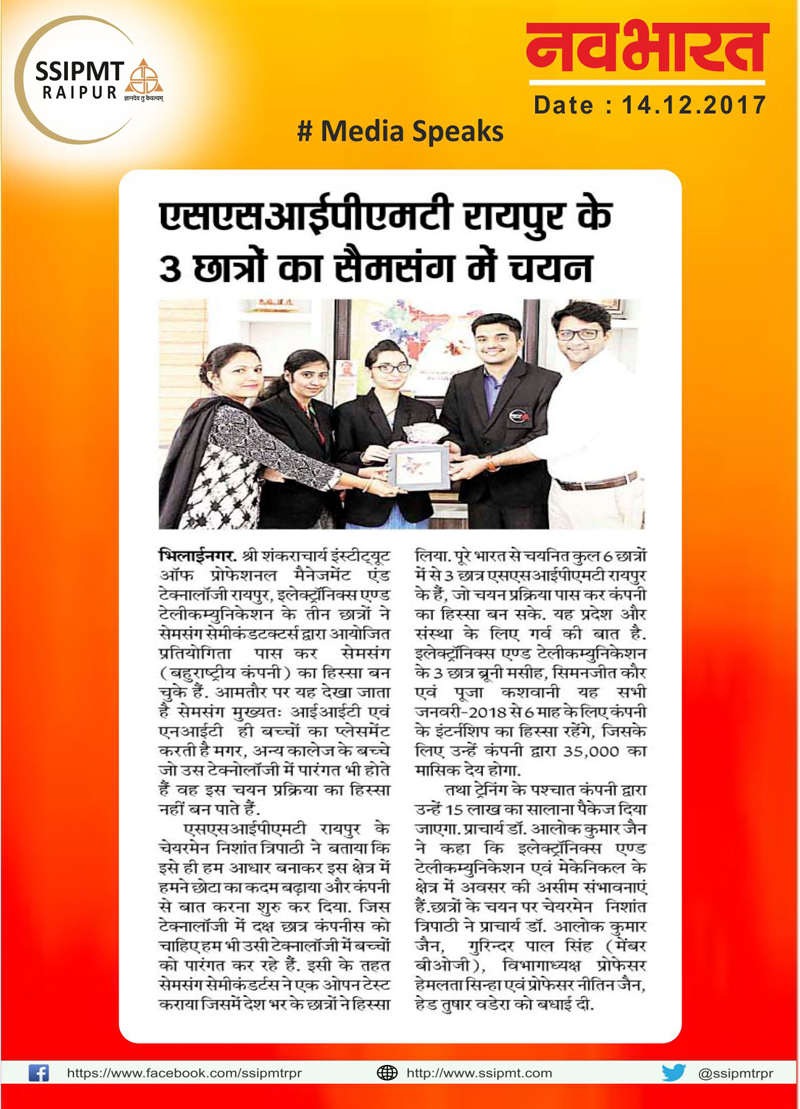 SSIPMT
RAIPUR
ज्ञानदेव तु कैवल्यम्
नवभारत
Date : 14.12.2017
# Media Speaks
एसएसआईपीएमटी रायपुर के
3 छात्रों का सैमसंग में चयन
भिलाईनगर. श्री शंकराचार्य इंस्टीट्यूट
ऑफ प्रोफेशनल मैनेजमेंट एंड
टेक्नालॉजी रायपुर, इलेक्ट्रॉनिक्स एण्ड
टेलीकम्युनिकेशन के तीन छात्रों ने
सेमसंग सेमीकंडटक्टर्स द्वारा आयोजित
प्रतियोगिता पास कर सेमसंग
(बहुराष्ट्रीय कंपनी) का हिस्सा बन
चुके हैं. आमतौर पर यह देखा जाता
है सेमसंग मुख्यतः आईआईटी एवं
एनआईटी ही बच्चों का प्लेसमेंट
करती है मगर, अन्य कालेज के बच्चे
जो उस टेक्नोलॉजी में पारंगत भी होते
हैं वह इस चयन प्रक्रिया का हिस्सा
नहीं बन पाते हैं.
एसएसआईपीएमटी रायपुर के
चेयरमेन निशांत त्रिपाठी ने बताया कि
इसे ही हम आधार बनाकर इस क्षेत्र में
हमने छोटा का कदम बढ़ाया और कंपनी
से बात करना शुरु कर दिया. जिस
टेक्नालॉजी में दक्ष छात्र कंपनीस को
चाहिए हम भी उसी टेक्नालॉजी में बच्चों
को पारंगत कर रहे हैं. इसी के तहत
सेमसंग सेमीकंडर्टस ने एक ओपन टेस्ट
कराया जिसमें देश भर के छात्रों ने हिस्सा
लिया. पूरे भारत से चयनित कुल 6 छात्रों
में से 3 छात्र एसएसआईपीएमटी रायपुर
के हैं, जो चयन प्रक्रिया पास कर कंपनी
का हिस्सा बन सके. यह प्रदेश और
संस्था के लिए गर्व की बात है.
इलेक्ट्रॉनिक्स एण्ड टेलीकम्युनिकेशन
के 3 छात्र ब्रूनी मसीह, सिमनजीत कौर
एवं पूजा कशवानी यह सभी
जनवरी-2018 से 6 माह के लिए कंपनी
के इंटर्नशिप का हिस्सा रहेंगे, जिसके
लिए उन्हें कंपनी द्वारा 35,000 का
मासिक देय होगा.
तथा ट्रेनिंग के पश्चात कंपनी द्वारा
उन्हें 15 लाख का सालाना पैकेज दिया
जाएगा. प्राचार्य डॉ. आलोक कुमार जैन
ने कहा कि इलेक्ट्रॉनिक्स एण्ड
टेलीकम्युनिकेशन एवं मेकेनिकल के
क्षेत्र में अवसर की असीम संभावनाएं
हैं.छात्रों के चयन पर चेयरमेन निशांत
त्रिपाठी ने प्राचार्य डॉ. आलोक कुमार
जैन, गुरिन्दर पाल सिंह (मेंबर
बीओजी), विभागाध्यक्ष प्रोफेसर
हेमलता सिन्हा एवं प्रोफेसर नीतिन जैन,
हेड तुषार वडेरा को बधाई दी.
https://www.facebook.com/ssipmtrpr
http://www.ssipmt.com
@ssipmtrpr